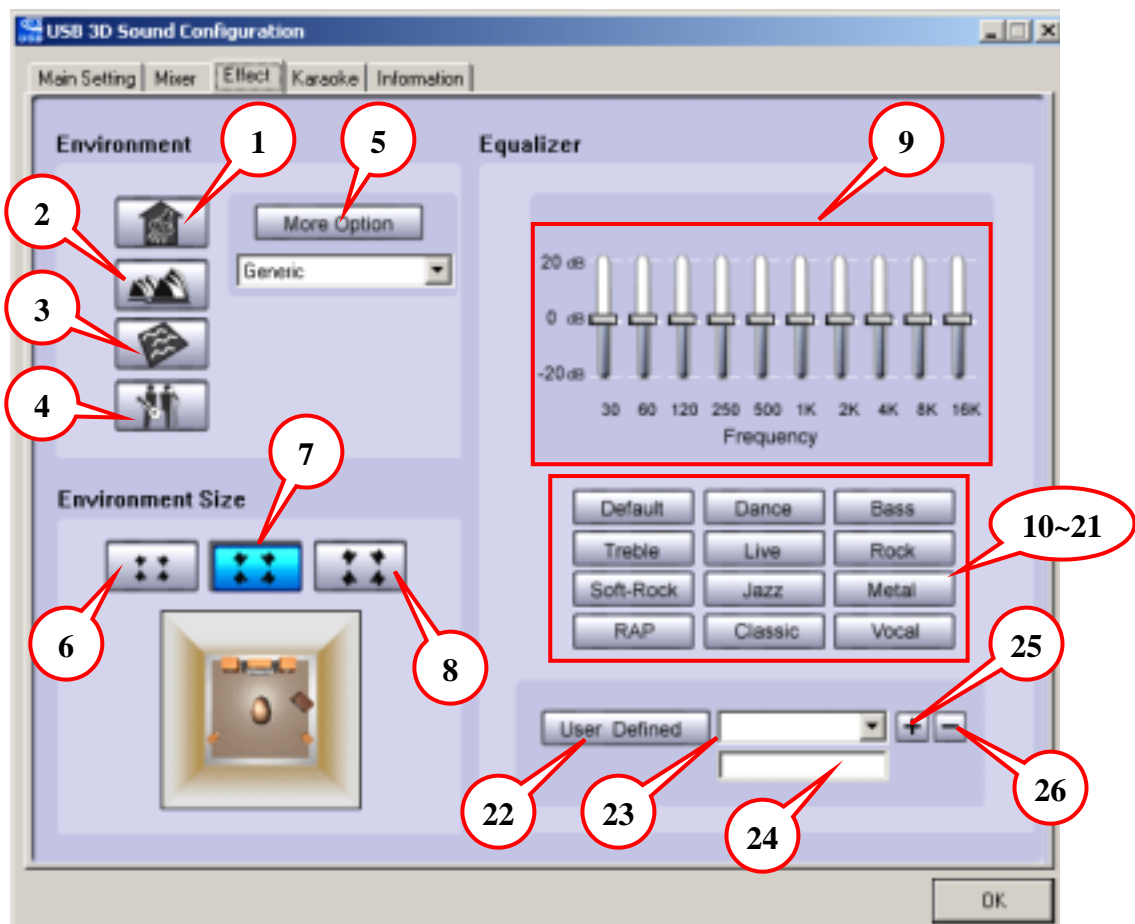 USB 3D Sound Configuration
USB
Main Setting Mixer Effect Karaoke Information
Environment
1
5
2
More Option
Generic
3
4
Equalizer
9
20 dB
0 dB
-20 dB
30 60 120 250 500 1K 2K 4K 8K 16K
Frequency
Environment Size
7
6
8
Default Dance Bass
Treble Live Rock
Soft-Rock Jazz Metal
RAP Classic Vocal
10~21
25
User Defined
22
23
24
26
OK